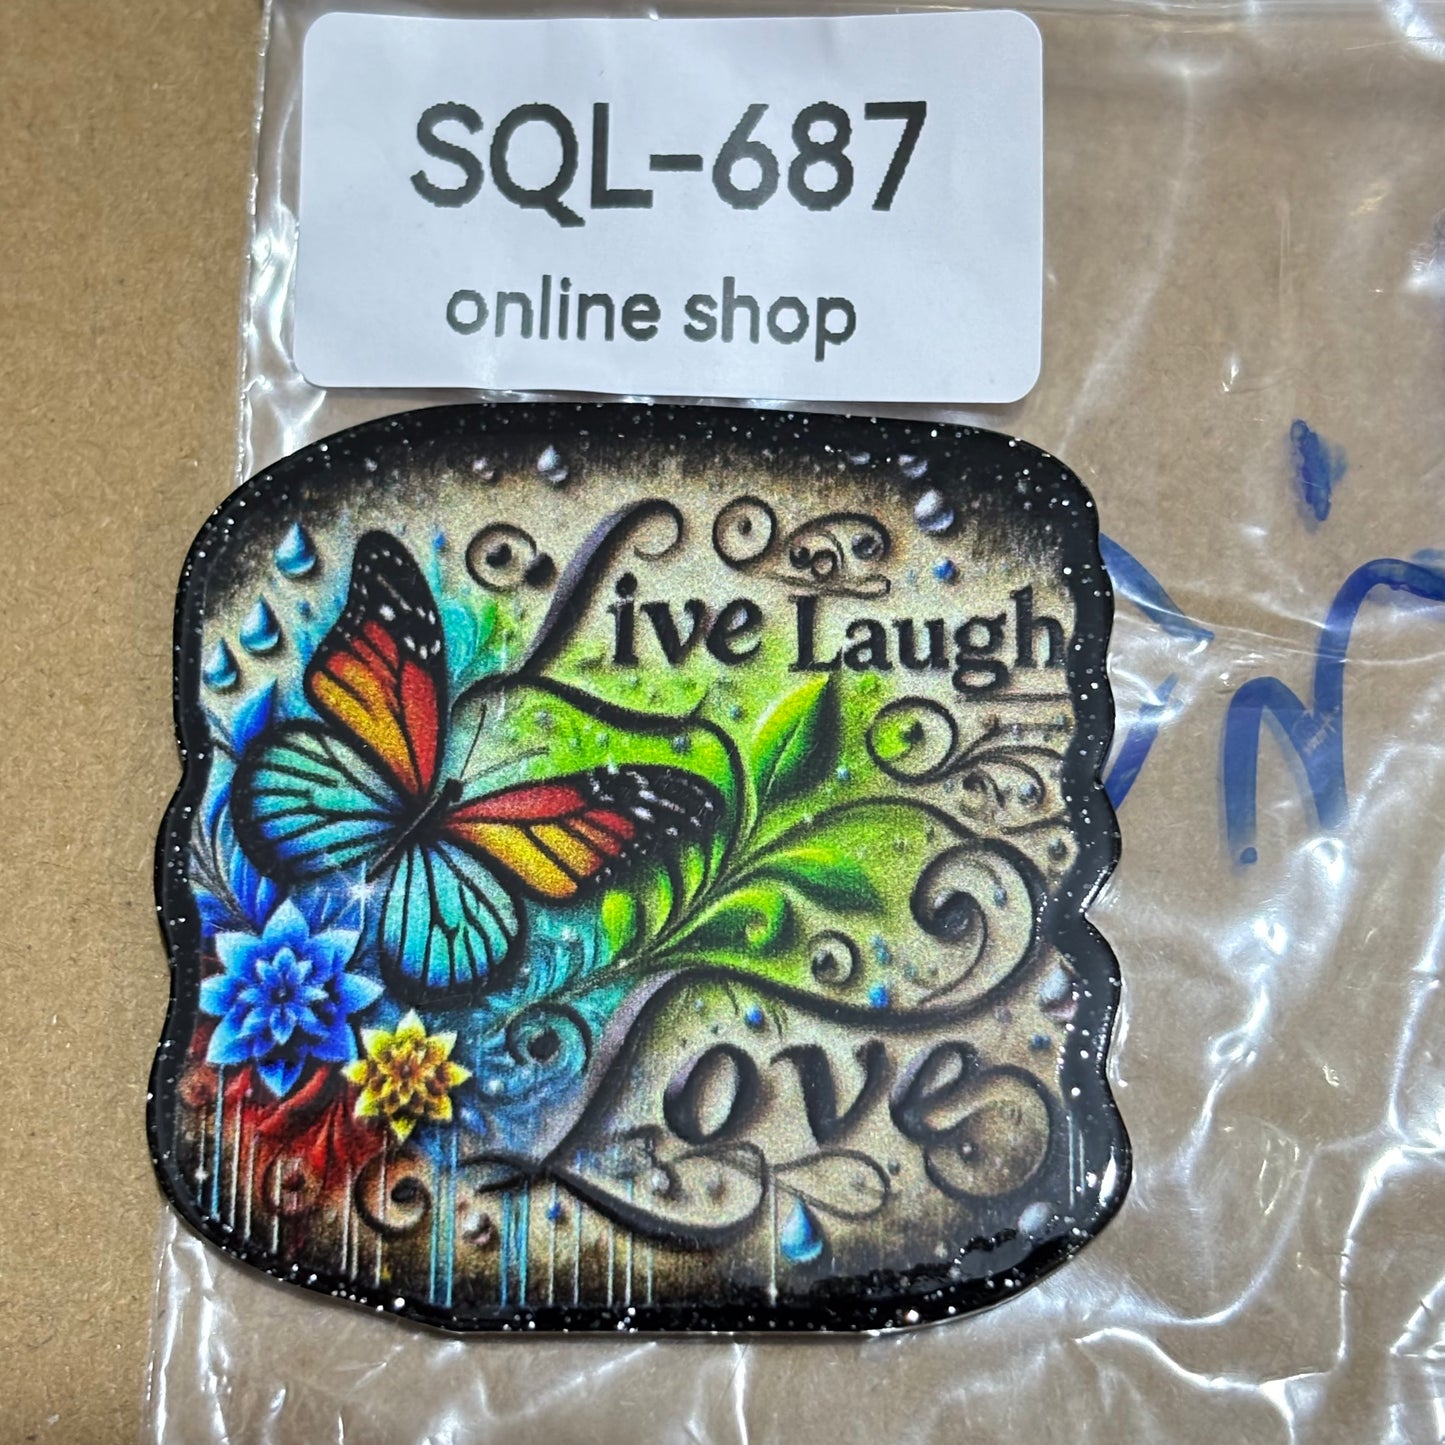 SQL-687
online shop
Live Laugh
Love